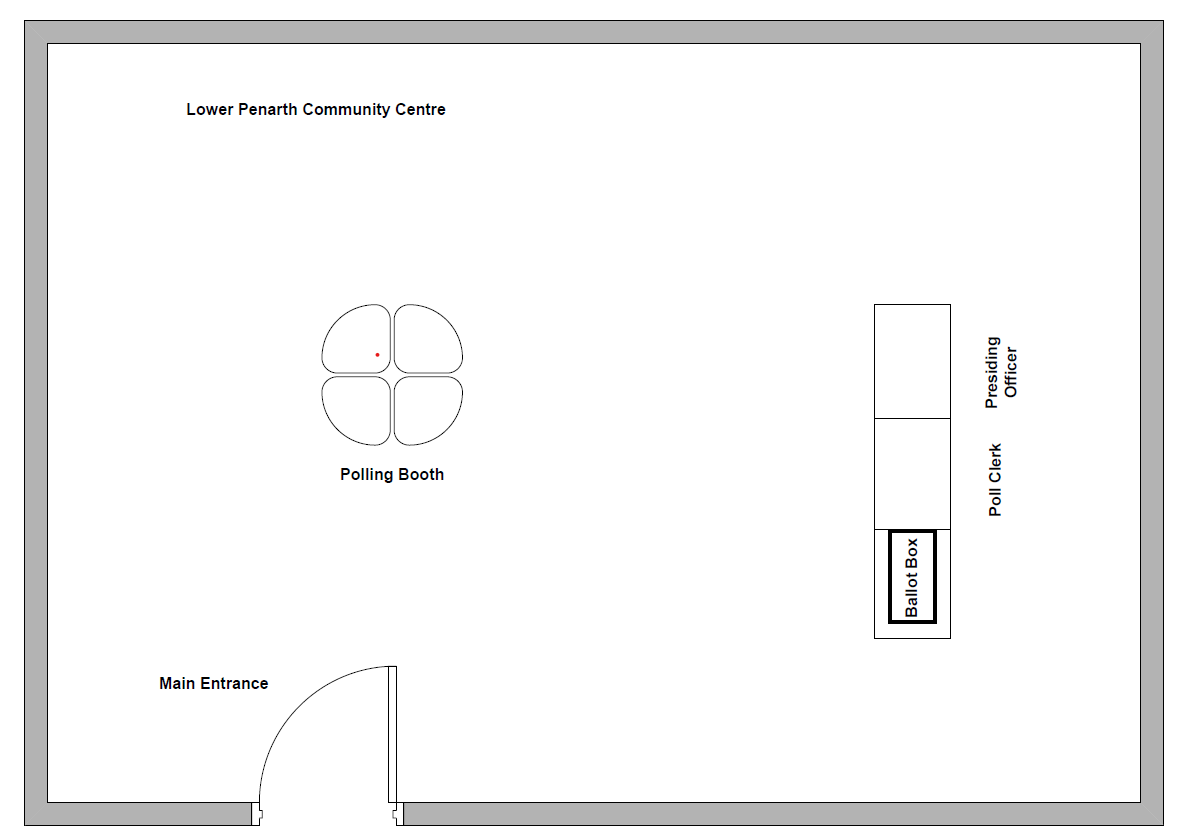 Lower Penarth Community Centre
Presiding
Officer
Polling Booth
Poll Clerk
Ballot Box
Main Entrance